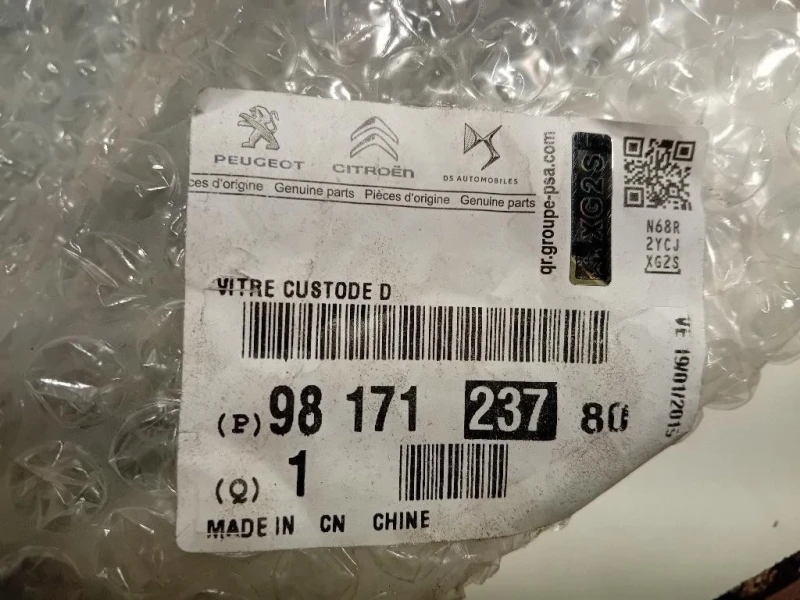 PEUGEOT
CITROËN
DS AUTOMOBILES
ces d'origine Genuine parts Pièces d'origine Genuine parts
qr.groupe-psa.com
XG2S
N68R
2YCJ
XG2S
VITRE CUSTODE D
(P) 98 171 237 80
(Q) 1
MADE IN CN CHINE